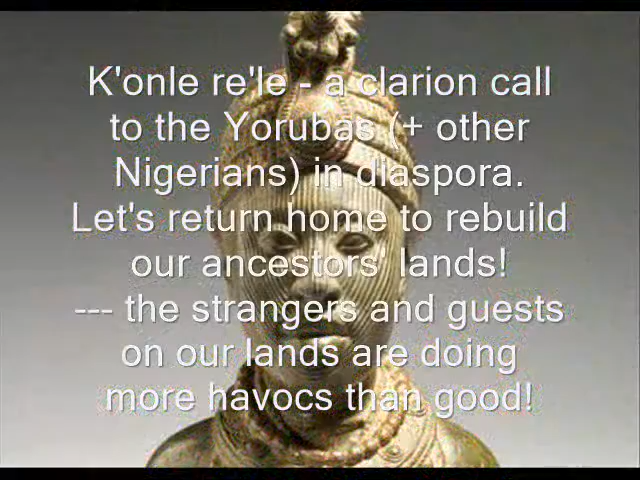 K'onle re'le - a clarion call
to the Yorubas (+ other
Nigerians) in diaspora.
Let's return home to rebuild
our ancestors' lands!
--- the strangers and guests
on our lands are doing
more havocs than good!